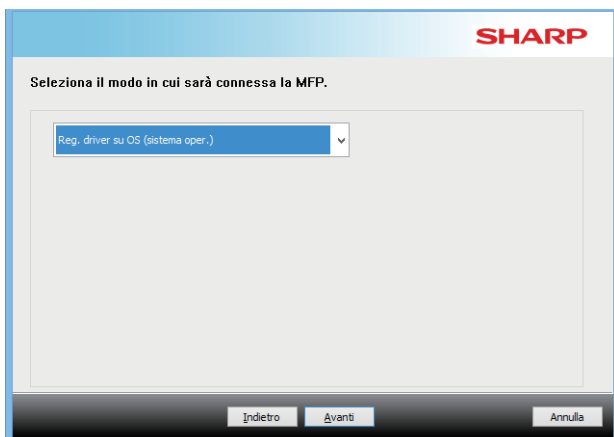 SHARP
Seleziona il modo in cui sarà connessa la MFP.
Reg. driver su OS (sistema oper.)
Indietro Avanti Annulla